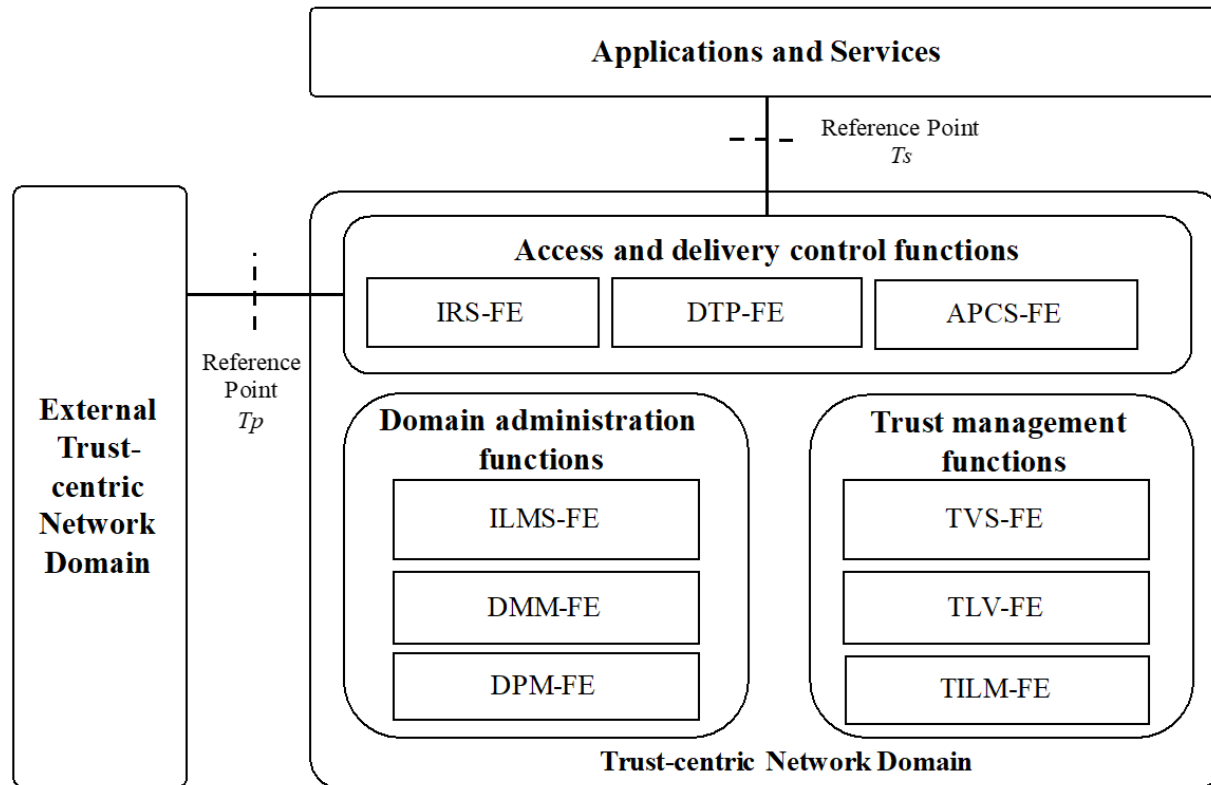 Applications and Services
Reference Point
Ts
Access and delivery control functions
IRS-FE
DTP-FE
APCS-FE
Reference
Point
Tp
External
Trust-
centric
Network
Domain
Domain administration
functions
ILMS-FE
DMM-FE
DPM-FE
Trust management
functions
TVS-FE
TLV-FE
TILM-FE
Trust-centric Network Domain